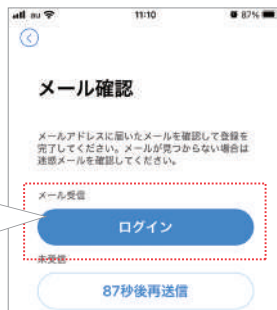 au
11:10
87%
メール確認
メールアドレスに届いたメールを確認して登録を
完了してください。メールが見つからない場合は
迷惑メールを確認してください。
メール受信
ログイン
未受信
87秒後再送信